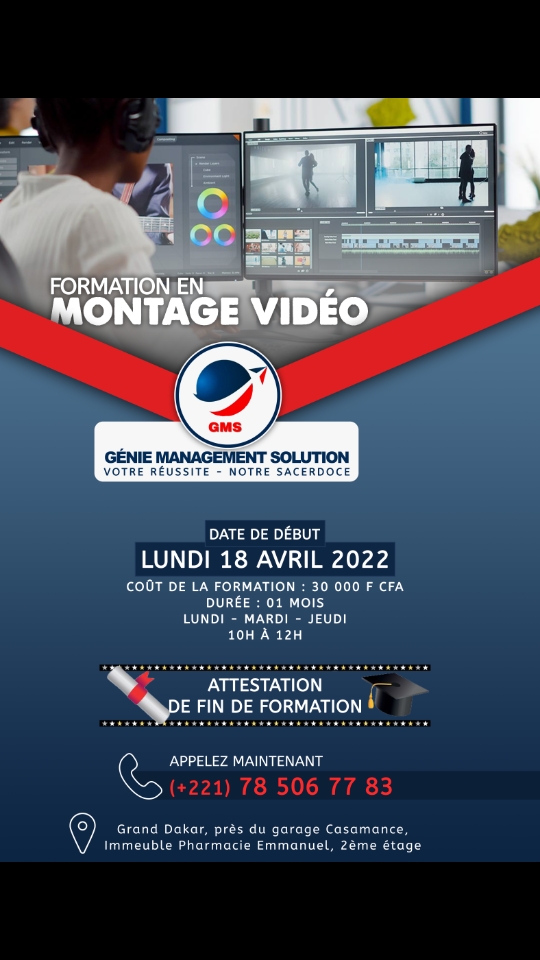 FORMATION EN
MONTAGE VIDÉO
GMS
GÉNIE MANAGEMENT SOLUTION
VOTRE RÉUSSITE - NOTRE SACERDOCE
DATE DE DÉBUT
LUNDI 18 AVRIL 2022
COÛT DE LA FORMATION : 30 000 F CFA
DURÉE : 01 MOIS
LUNDI - MARDI - JEUDI
10H À 12H
ATTESTATION
DE FIN DE FORMATION
APPELEZ MAINTENANT
(+221) 78 506 77 83
Grand Dakar, près du garage Casamance,
Immeuble Pharmacie Emmanuel, 2ème étage